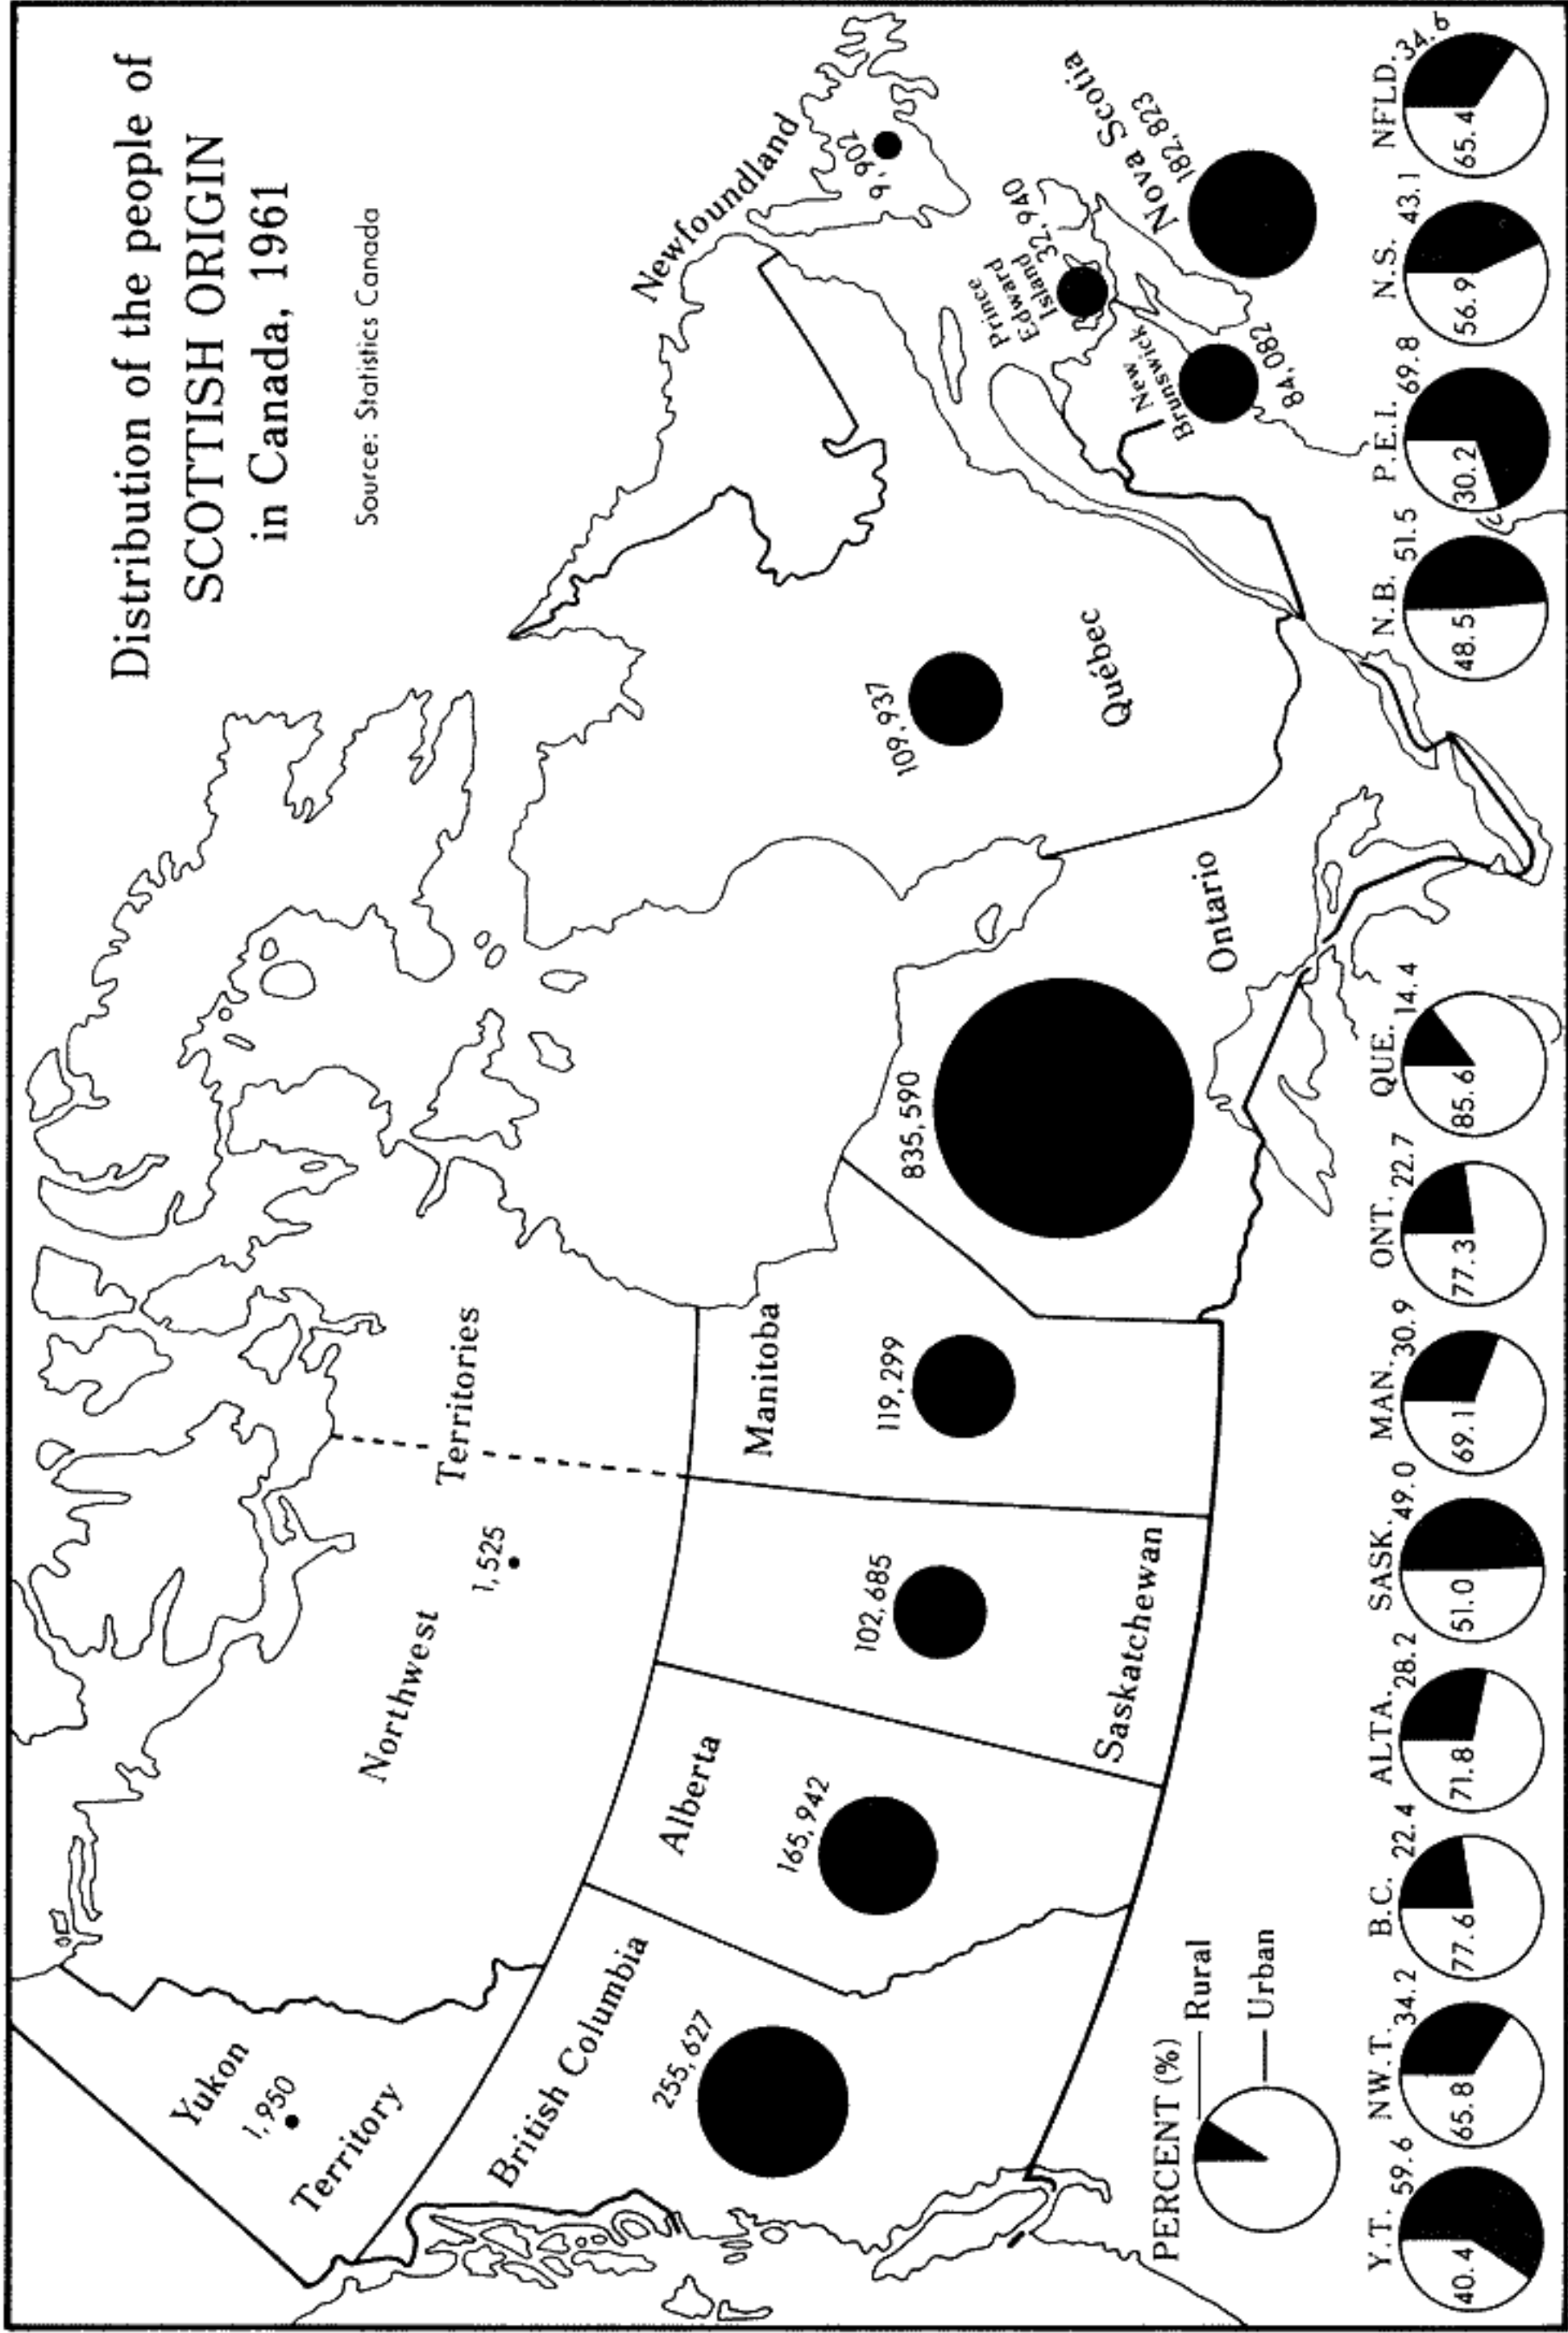 Distribution of the people of
SCOTTISH ORIGIN
in Canada, 1961
Source: Statistics Canada
Yukon
1,950
Territory
Northwest
Territories
1,525
British Columbia
255,627
Alberta
165,942
Saskatchewan
102,685
Manitoba
119,299
Ontario
835,590
Québec
109,937
Newfoundland
9,902
Prince
Edward
Island 32,940
Nova Scotia
182,823
New
Brunswick
84,082
PERCENT (%)
Rural
Urban
Y.T. 59.6
40.4
NW.T. 34.2
65.8
B.C. 22.4
77.6
ALTA. 28.2
71.8
SASK. 49.0
51.0
MAN. 30.9
69.1
ONT. 22.7
77.3
QUE. 14.4
85.6
N.B. 51.5
48.5
P.E.I. 69.8
30.2
N.S. 43.1
56.9
NFLD. 34.6
65.4